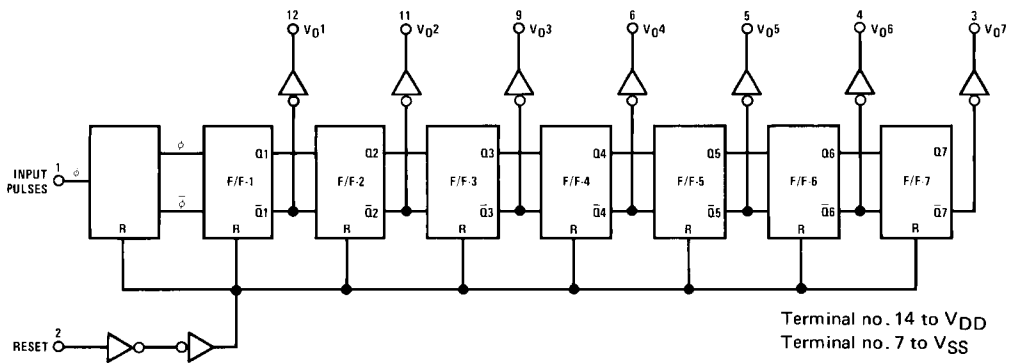 12 11 9 6 5 4 3
V01 V02 V03 V04 V05 V06 V07
INPUT PULSES 1 ϕ
ϕ Q1 Q2 Q3 Q4 Q5 Q6 Q7
F/F-1 F/F-2 F/F-3 F/F-4 F/F-5 F/F-6 F/F-7
ϕ̄ Q̄1 Q̄2 Q̄3 Q̄4 Q̄5 Q̄6 Q̄7
R R R R R R R R
RESET 2
Terminal no. 14 to VDD
Terminal no. 7 to VSS